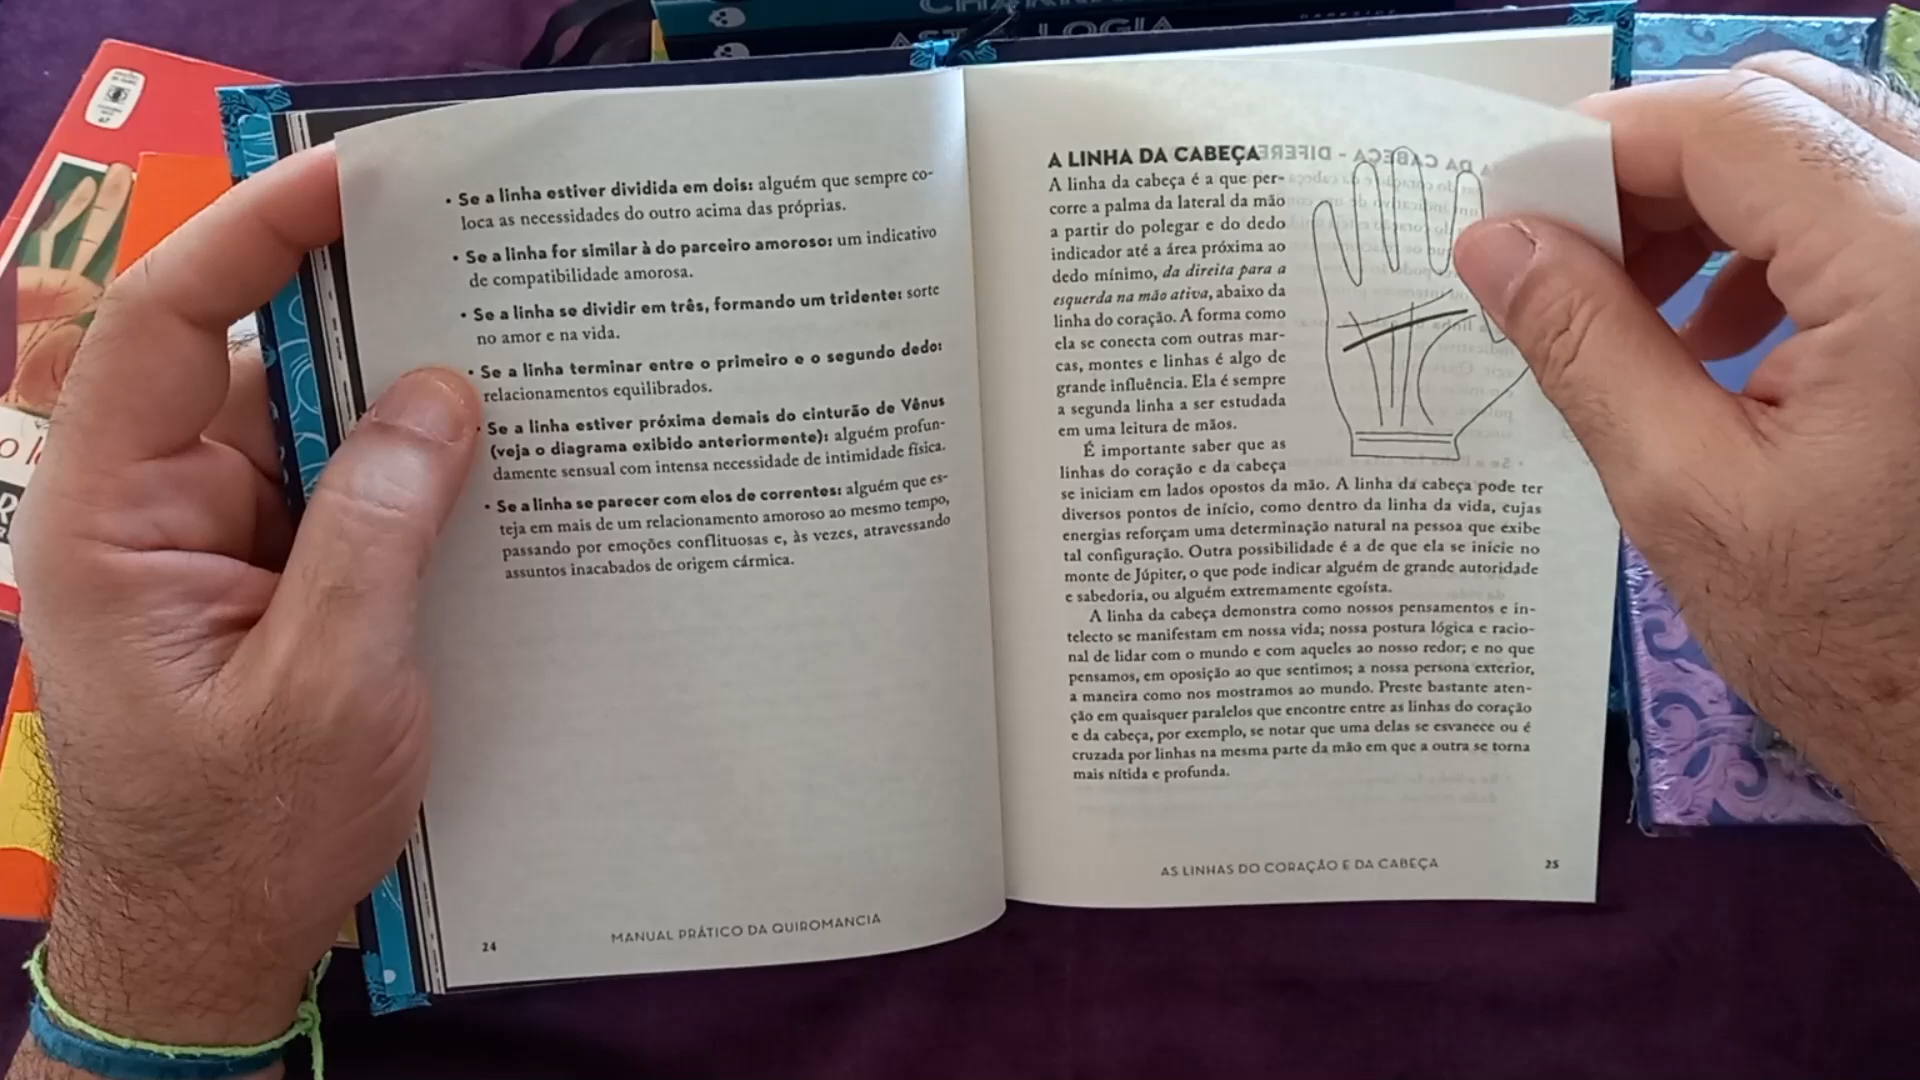 ASTROLOGIA
• Se a linha estiver dividida em dois: alguém que sempre co-
loca as necessidades do outro acima das próprias.
• Se a linha for similar à do parceiro amoroso: um indicativo
de compatibilidade amorosa.
• Se a linha se dividir em três, formando um tridente: sorte
no amor e na vida.
• Se a linha terminar entre o primeiro e o segundo dedo:
relacionamentos equilibrados.
• Se a linha estiver próxima demais do cinturão de Vênus
(veja o diagrama exibido anteriormente): alguém profun-
damente sensual com intensa necessidade de intimidade física.
• Se a linha se parecer com elos de correntes: alguém que es-
teja em mais de um relacionamento amoroso ao mesmo tempo,
passando por emoções conflituosas e, às vezes, atravessando
assuntos inacabados de origem cármica.
24
MANUAL PRÁTICO DA QUIROMANCIA
A LINHA DA CABEÇA
A linha da cabeça é a que per-
corre a palma da lateral da mão
a partir do polegar e do dedo
indicador até a área próxima ao
dedo mínimo, da direita para a
esquerda na mão ativa, abaixo da
linha do coração. A forma como
ela se conecta com outras mar-
cas, montes e linhas é algo de
grande influência. Ela é sempre
a segunda linha a ser estudada
em uma leitura de mãos.
É importante saber que as
linhas do coração e da cabeça
se iniciam em lados opostos da mão. A linha da cabeça pode ter
diversos pontos de início, como dentro da linha da vida, cujas
energias reforçam uma determinação natural na pessoa que exibe
tal configuração. Outra possibilidade é a de que ela se inicie no
monte de Júpiter, o que pode indicar alguém de grande autoridade
e sabedoria, ou alguém extremamente egoísta.
A linha da cabeça demonstra como nossos pensamentos e in-
telecto se manifestam em nossa vida; nossa postura lógica e racio-
nal de lidar com o mundo e com aqueles ao nosso redor; e no que
pensamos, em oposição ao que sentimos; a nossa persona exterior,
a maneira como nos mostramos ao mundo. Preste bastante aten-
ção em quaisquer paralelos que encontre entre as linhas do coração
e da cabeça, por exemplo, se notar que uma delas se esvanece ou é
cruzada por linhas na mesma parte da mão em que a outra se torna
mais nítida e profunda.
AS LINHAS DO CORAÇÃO E DA CABEÇA
25